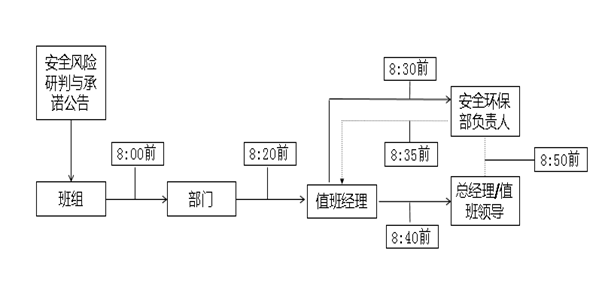 安全风险
研判与承
诺公告
8:30前
安全环保
部负责人
8:00前
8:20前
8:35前
8:50前
班组
部门
值班经理
总经理/值
班领导
8:40前